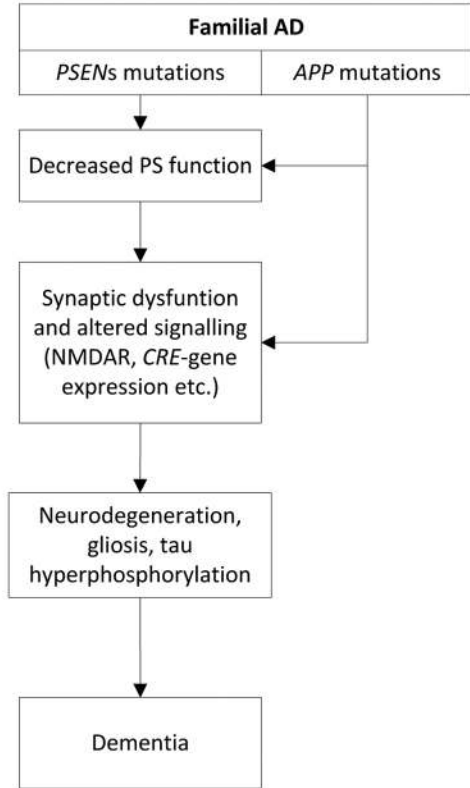 Familial AD
PSENs mutations
APP mutations
Decreased PS function
Synaptic dysfuntion
and altered signalling
(NMDAR, CRE-gene
expression etc.)
Neurodegeneration,
gliosis, tau
hyperphosphorylation
Dementia